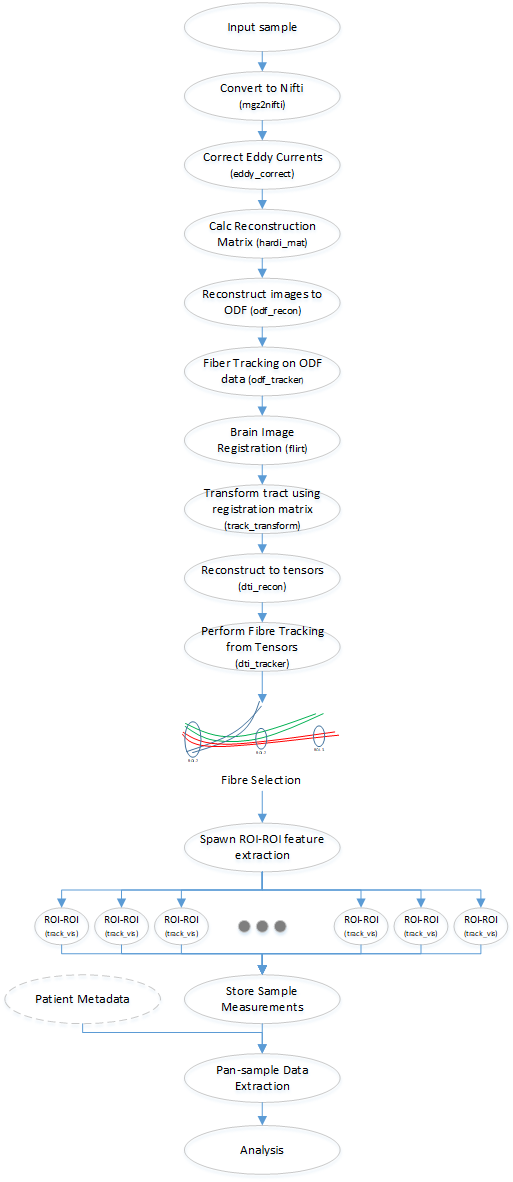 Input sample
Convert to Nifti
(mgz2nifti)
Correct Eddy Currents
(eddy_correct)
Calc Reconstruction
Matrix (hardi_mat)
Reconstruct images to
ODF (odf_recon)
Fiber Tracking on ODF
data (odf_tracker)
Brain Image
Registration (flirt)
Transform tract using
registration matrix
(track_transform)
Reconstruct to tensors
(dti_recon)
Perform Fibre Tracking
from Tensors
(dti_tracker)
Fibre Selection
Spawn ROI-ROI feature
extraction
ROI-ROI ROI-ROI ROI-ROI ROI-ROI ROI-ROI ROI-ROI
(track_vis) (track_vis) (track_vis) (track_vis) (track_vis) (track_vis)
Patient Metadata
Store Sample
Measurements
Pan-sample Data
Extraction
Analysis